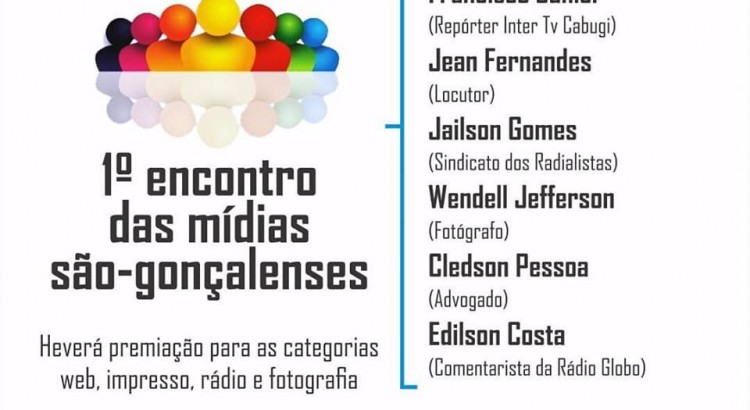 1º encontro
das mídias
são-gonçalenses
Heverá premiação para as categorias
web, impresso, rádio e fotografia
(Repórter Inter Tv Cabugi)
Jean Fernandes
(Locutor)
Jailson Gomes
(Sindicato dos Radialistas)
Wendell Jefferson
(Fotógrafo)
Cledson Pessoa
(Advogado)
Edilson Costa
(Comentarista da Rádio Globo)